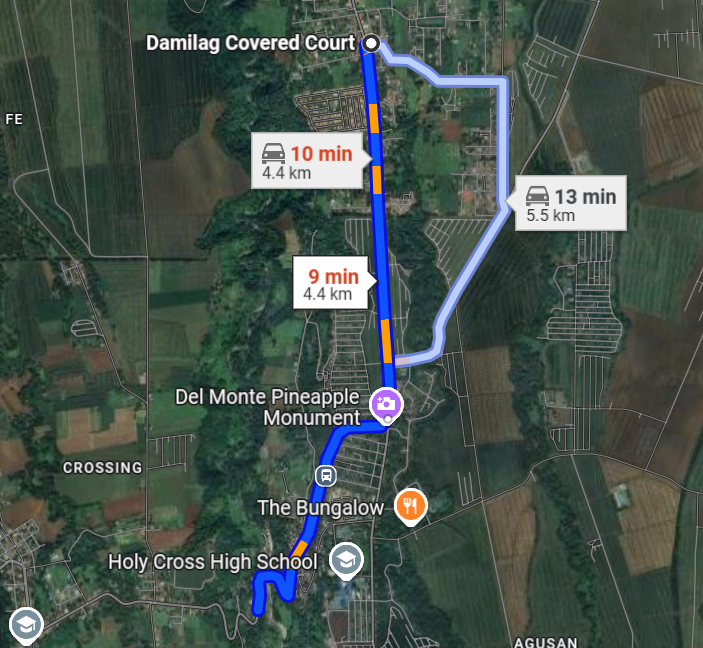 Damilag Covered Court
FE
10 min
4.4 km
13 min
5.5 km
9 min
4.4 km
Del Monte Pineapple
Monument
CROSSING
The Bungalow
Holy Cross High School
AGUSAN